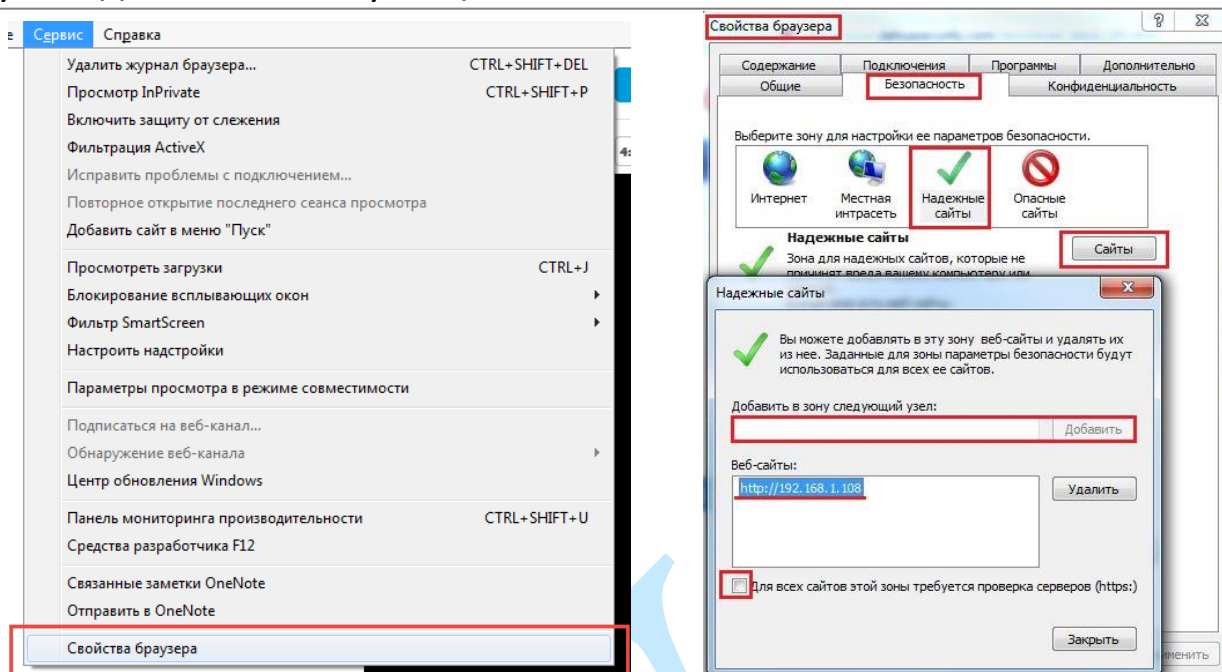 е Сервис Справка
Удалить журнал браузера... CTRL+SHIFT+DEL
Просмотр InPrivate CTRL+SHIFT+P
Включить защиту от слежения
Фильтрация ActiveX
Исправить проблемы с подключением...
Повторное открытие последнего сеанса просмотра
Добавить сайт в меню "Пуск"
Просмотреть загрузки CTRL+J
Блокирование всплывающих окон
Фильтр SmartScreen
Настроить надстройки
Параметры просмотра в режиме совместимости
Подписаться на веб-канал...
Обнаружение веб-канала
Центр обновления Windows
Панель мониторинга производительности CTRL+SHIFT+U
Средства разработчика F12
Связанные заметки OneNote
Отправить в OneNote
Свойства браузера
4:
Свойства браузера
Содержание Подключения Программы Дополнительно
Общие Безопасность Конфиденциальность
Выберите зону для настройки ее параметров безопасности.
Интернет Местная интрасеть Надежные сайты Опасные сайты
Надежные сайты
Сайты
Зона для надежных сайтов, которые не
причинят вреда вашему компьютеру или
Надежные сайты
Вы можете добавлять в эту зону веб-сайты и удалять их
из нее. Заданные для зоны параметры безопасности будут
использоваться для всех ее сайтов.
Добавить в зону следующий узел:
Добавить
Веб-сайты:
http://192.168.1.108
Удалить
Для всех сайтов этой зоны требуется проверка серверов (https:)
Закрыть